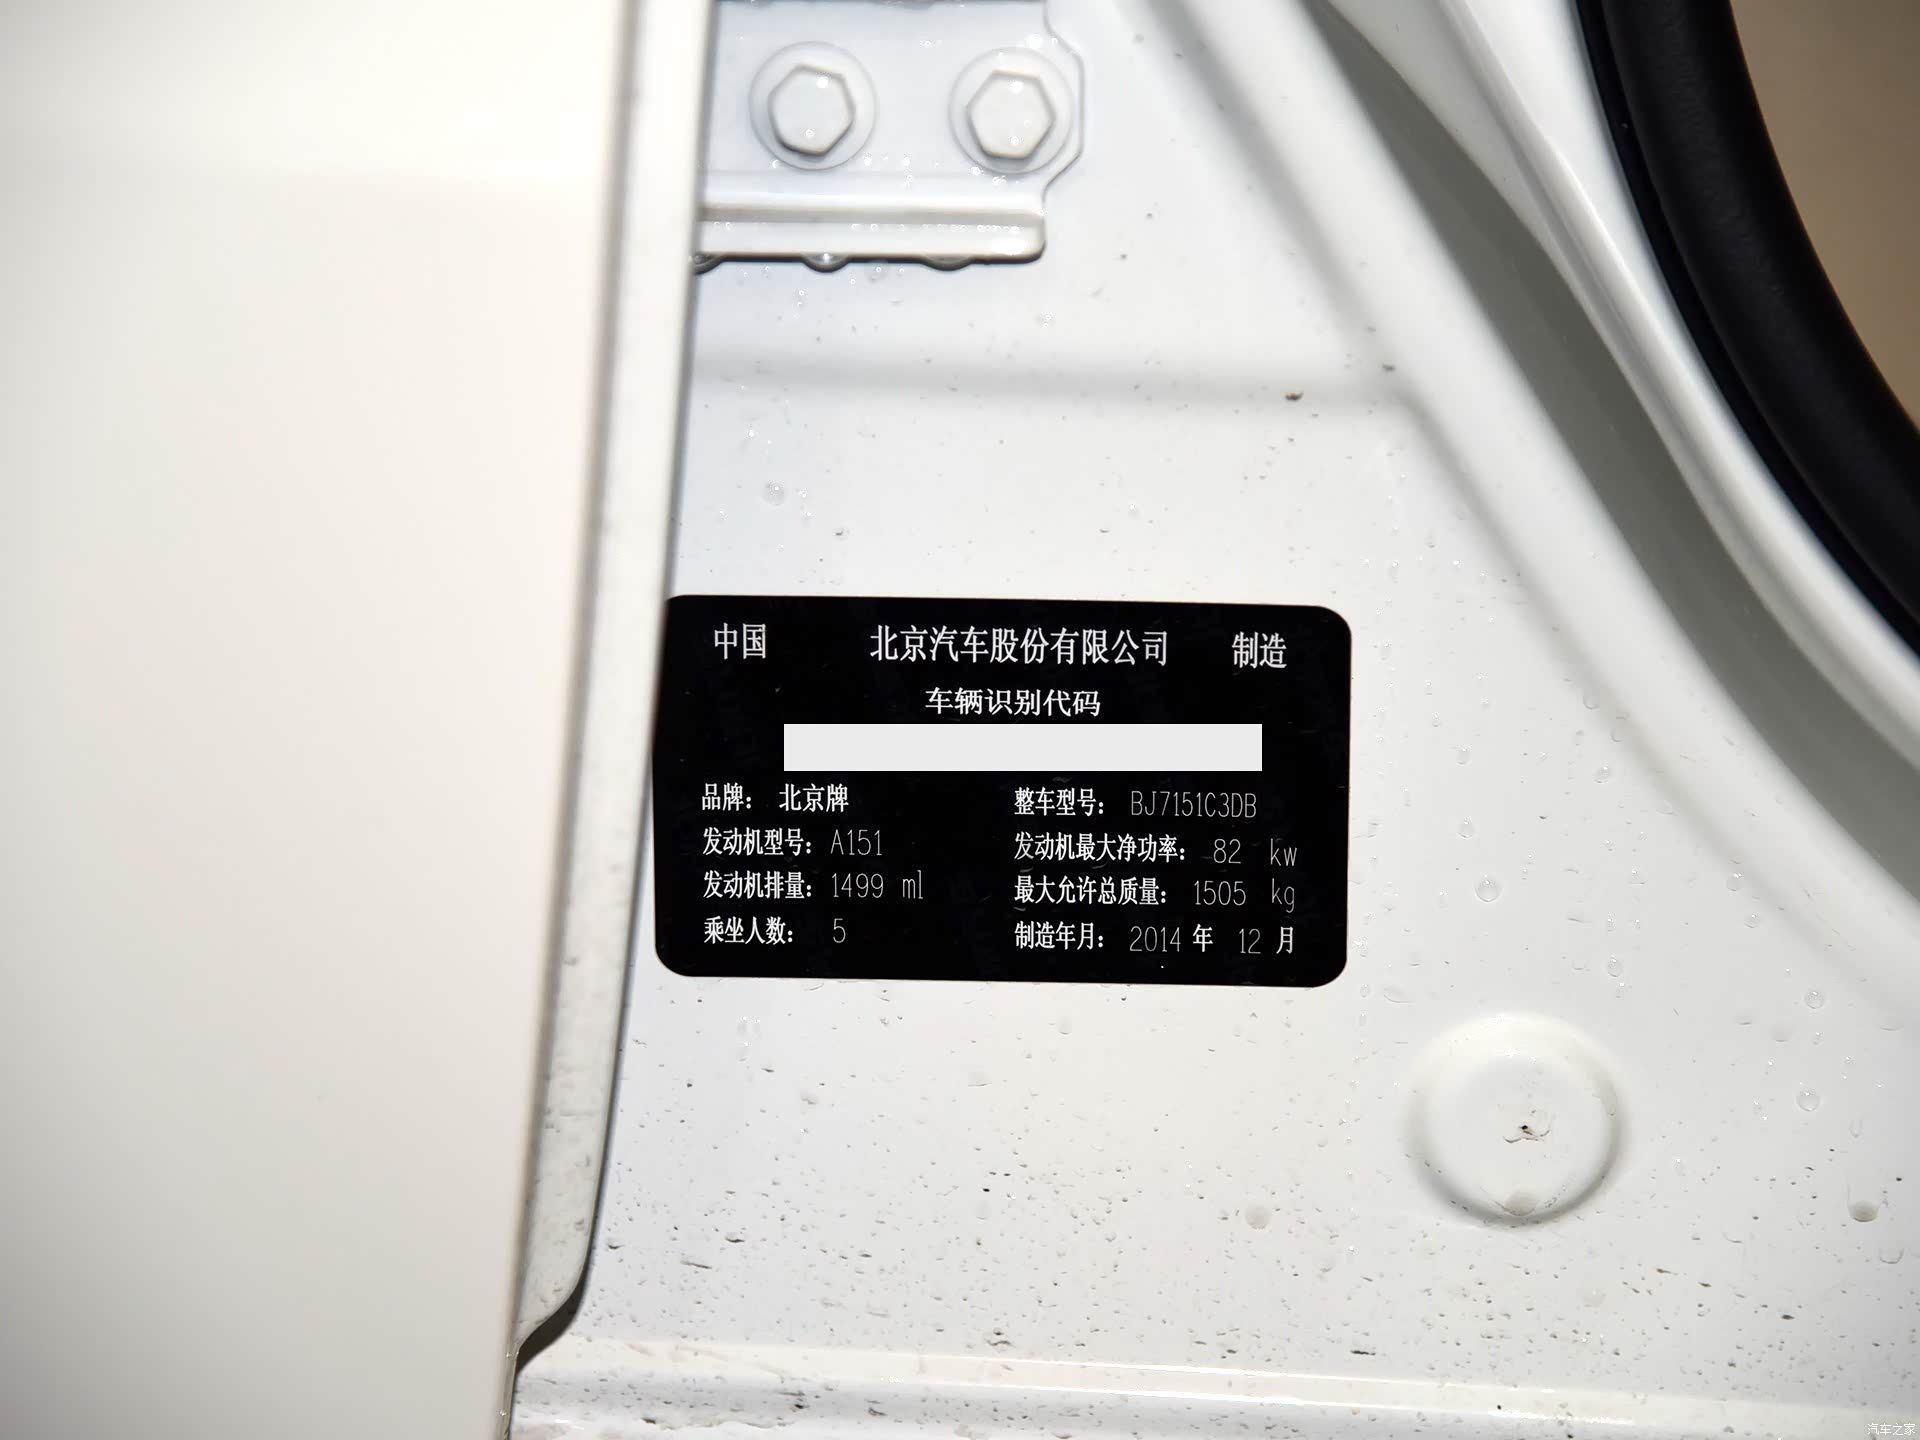 中国 北京汽车股份有限公司 制造
车辆识别代码
品牌： 北京牌 整车型号： BJ7151C3DB
发动机型号： A151 发动机最大净功率： 82 kw
发动机排量： 1499 ml 最大允许总质量： 1505 kg
乘坐人数： 5 制造年月： 2014 年 12 月
汽车之家